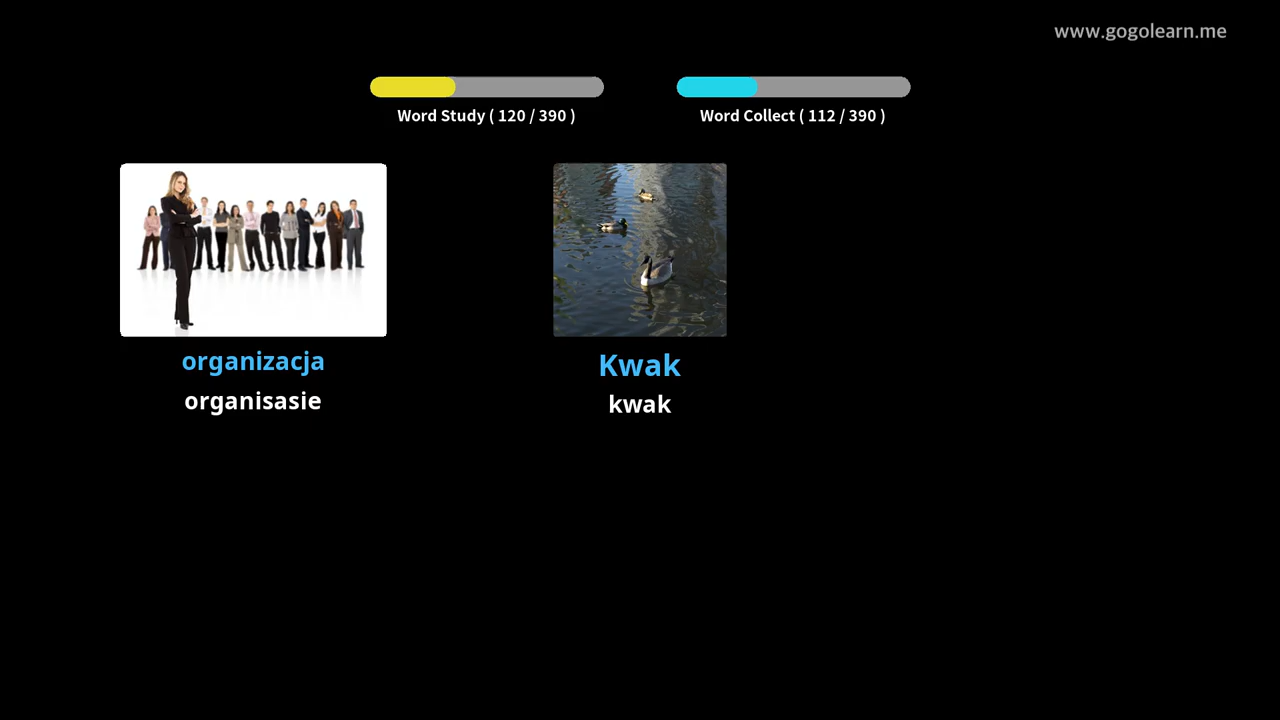 www.gogolearn.me
Word Study ( 120 / 390 )
Word Collect ( 112 / 390 )
organizacja
organisasie
Kwak
kwak